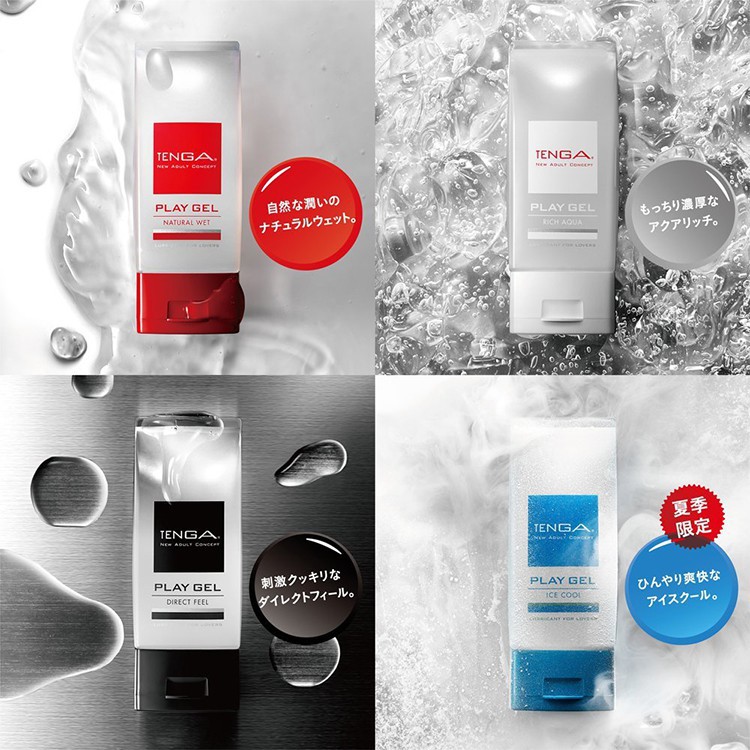 TENGA®
NEW ADULT CONCEPT
PLAY GEL
NATURAL WET
自然な潤いの
ナチュラルウェット。
TENGA®
NEW ADULT CONCEPT
PLAY GEL
RICH AQUA
FOR LOVERS
もっちり濃厚な
アクアリッチ。
TENGA®
NEW ADULT CONCEPT
PLAY GEL
DIRECT FEEL
FOR LOVERS
刺激クッキリな
ダイレクトフィール。
TENGA®
NEW ADULT CONCEPT
PLAY GEL
ICE COOL
LUBRICANT FOR LOVERS
夏季
限定
ひんやり爽快な
アイスクール。